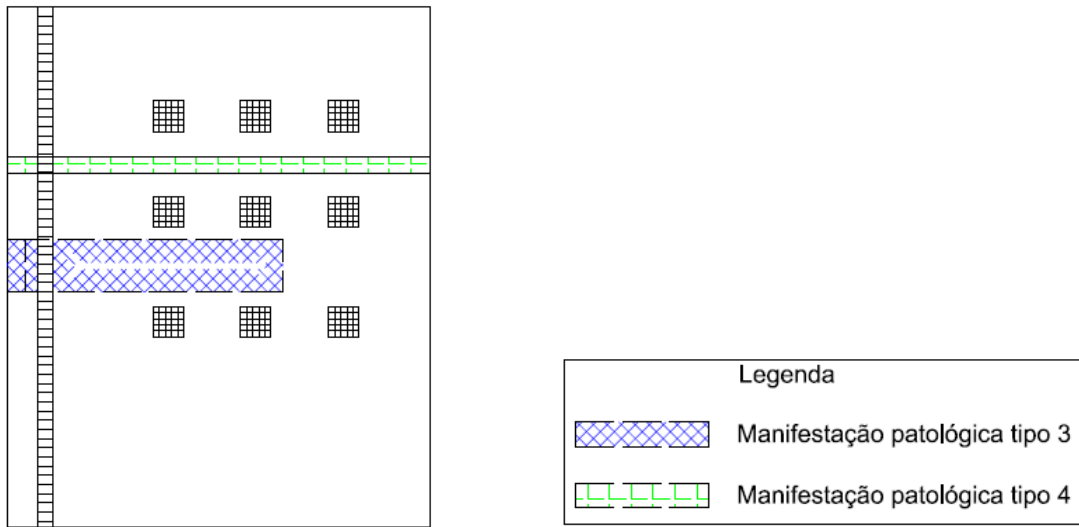 Legenda
Manifestação patológica tipo 3
Manifestação patológica tipo 4